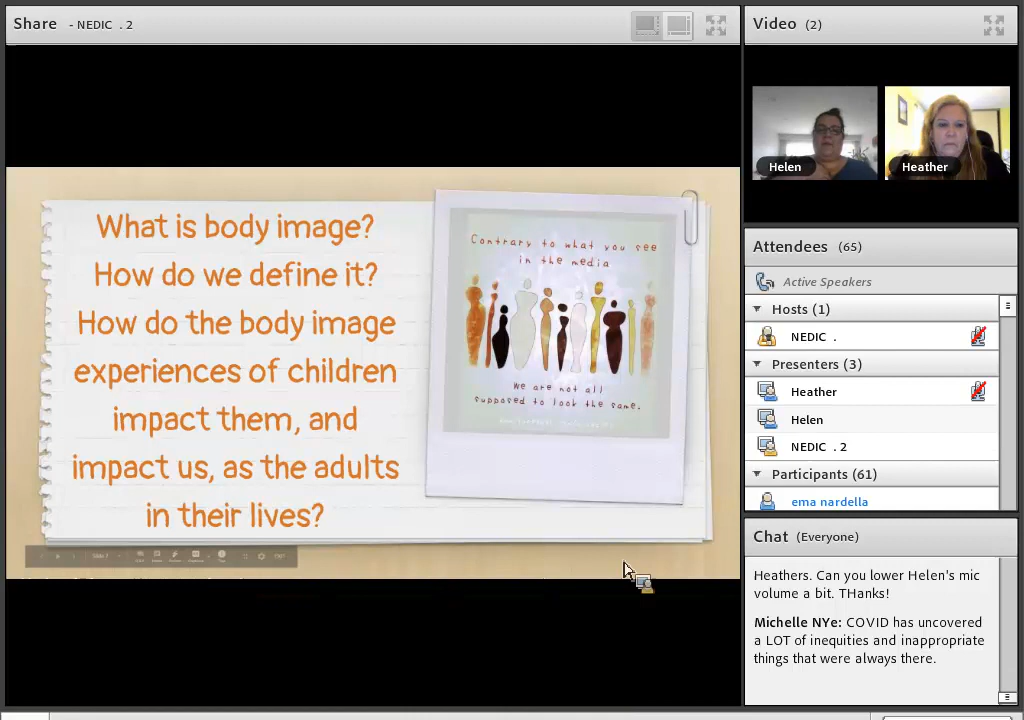 Share - NEDIC . 2
What is body image?
How do we define it?
How do the body image
experiences of children
impact them, and
impact us, as the adults
in their lives?
Contrary to what you see
in the media
We are not all
supposed to look the same.
Video (2)
Helen
Heather
Attendees (65)
Active Speakers
Hosts (1)
NEDIC .
Presenters (3)
Heather
Helen
NEDIC . 2
Participants (61)
ema nardella
Chat (Everyone)
Heathers. Can you lower Helen's mic
volume a bit. THanks!
Michelle NYe: COVID has uncovered
a LOT of inequities and inappropriate
things that were always there.